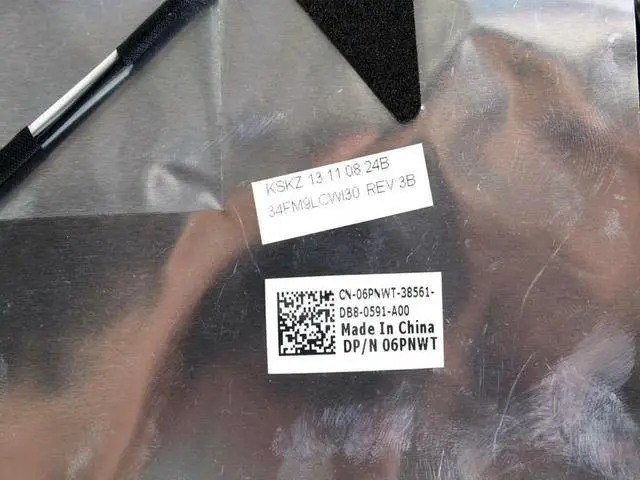 KSKZ 13 11 08 24B
34FM9LCWI30 REV 3B
CN-06PNWT-38561-
DB8-0591-A00
Made In China
DP/N 06PNWT